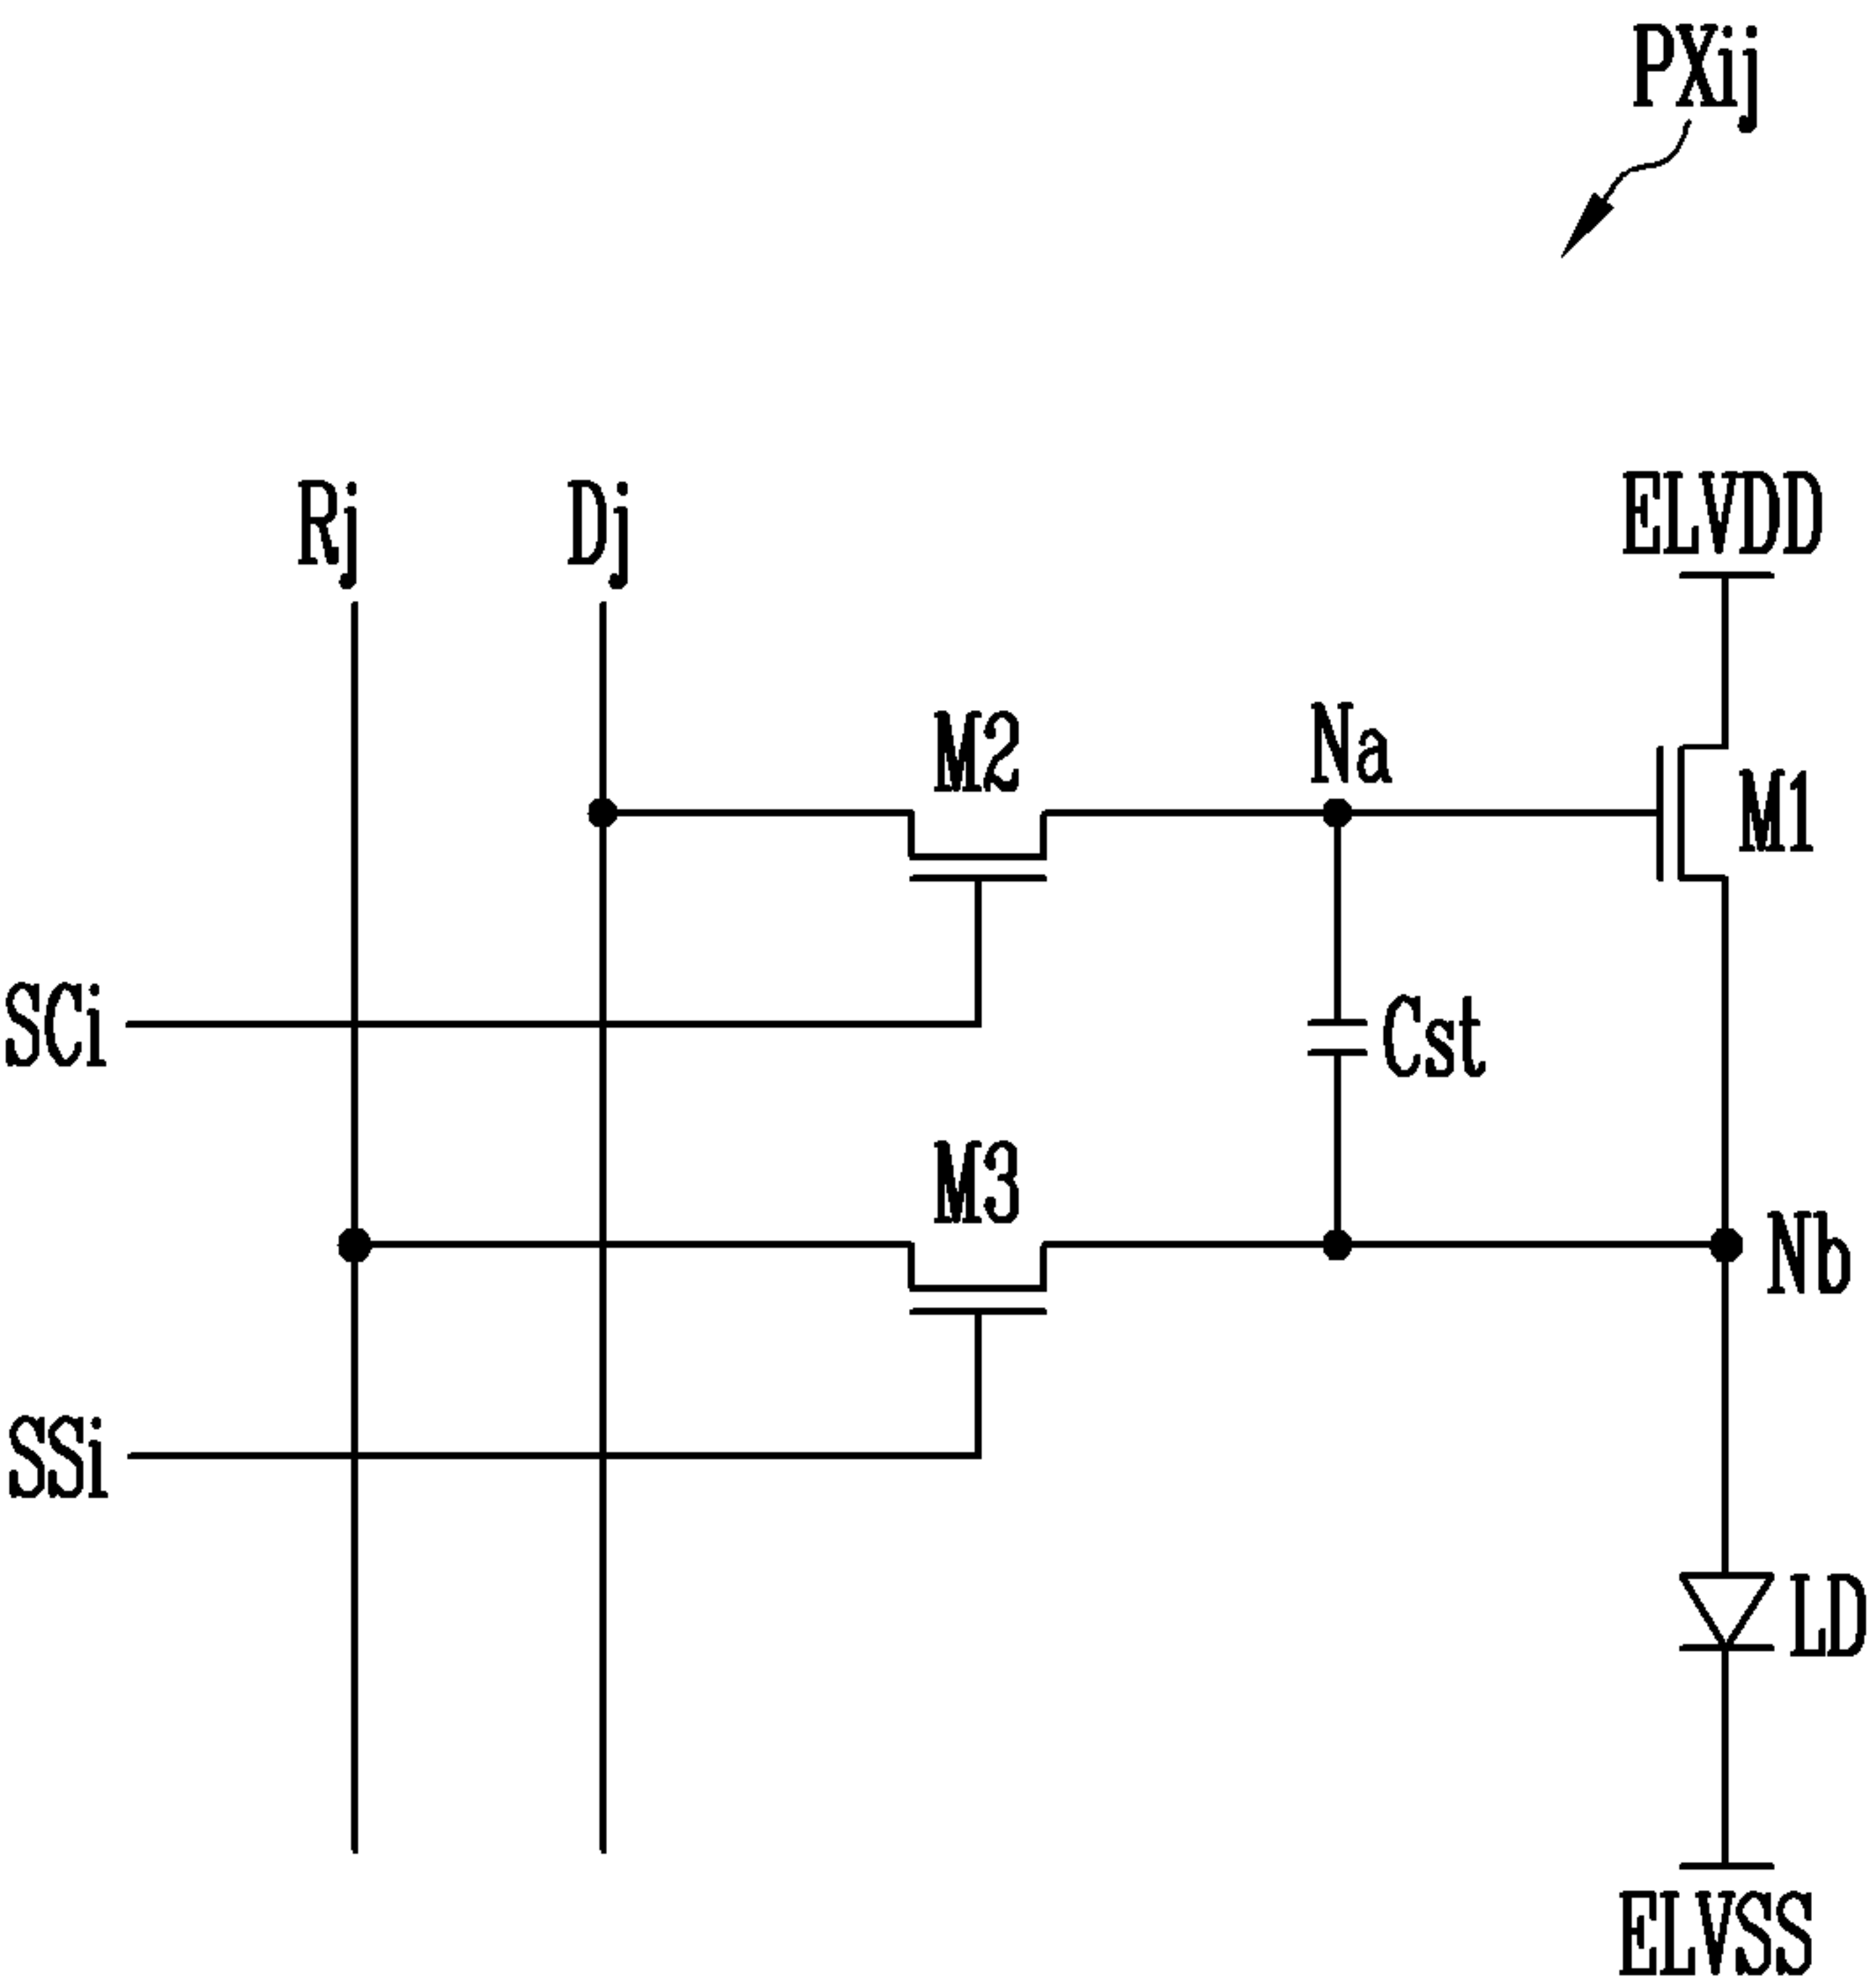 PXij
Rj
Dj
ELVDD
M2
Na
M1
SCi
Cst
M3
Nb
SSi
LD
ELVSS